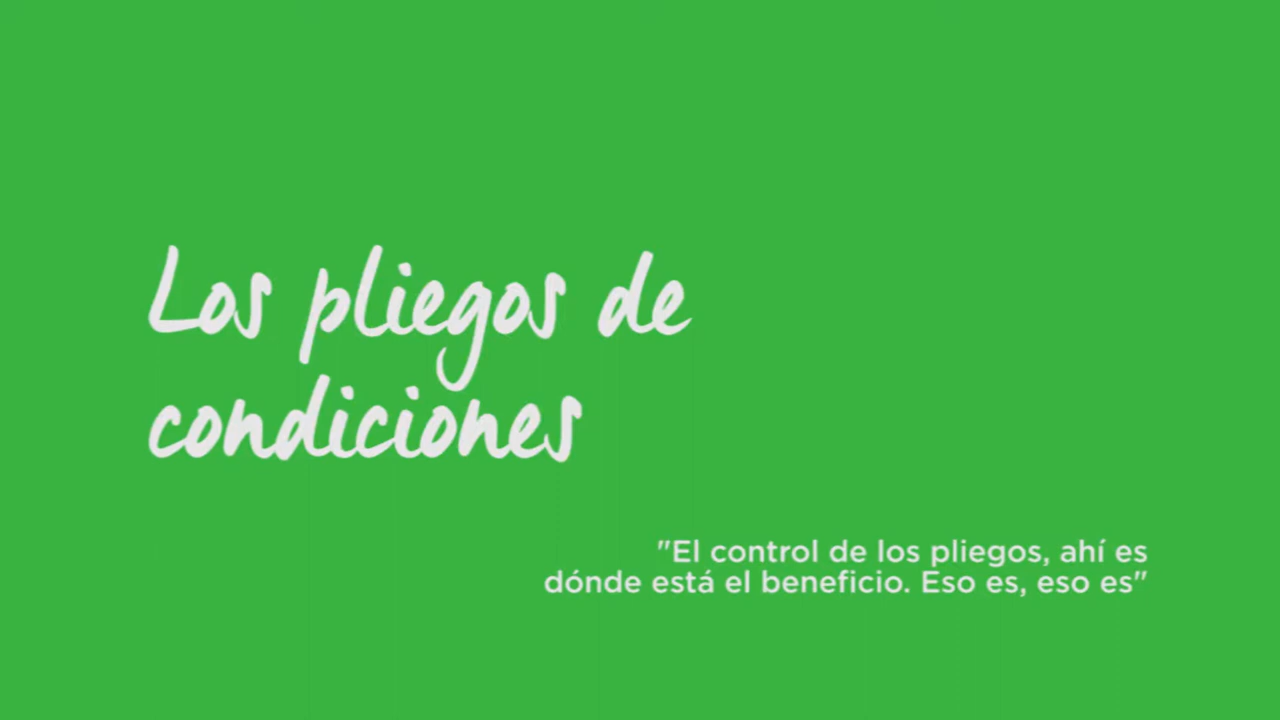 Los pliegos de
condiciones
"El control de los pliegos, ahí es
dónde está el beneficio. Eso es, eso es"